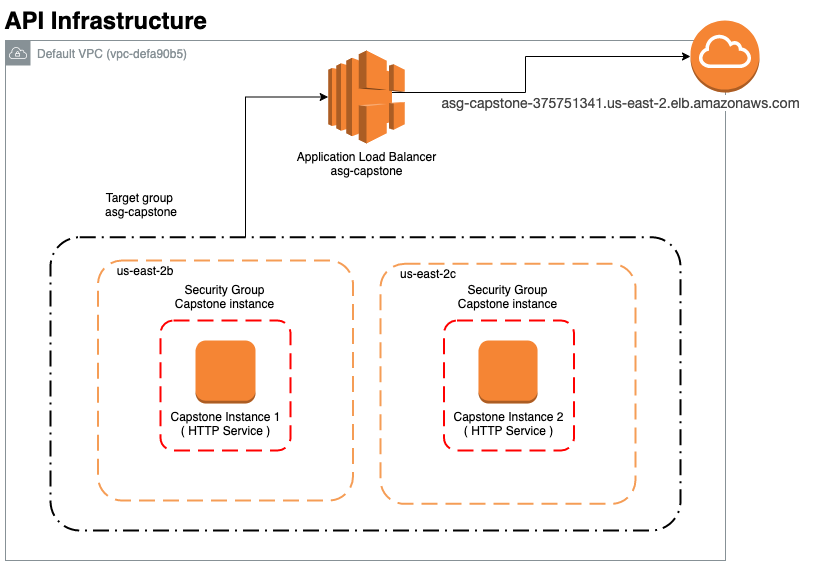 API Infrastructure
Default VPC (vpc-defa90b5)
asg-capstone-375751341.us-east-2.elb.amazonaws.com
Application Load Balancer
asg-capstone
Target group
asg-capstone
us-east-2b
Security Group
Capstone instance
Capstone Instance 1
( HTTP Service )
us-east-2c
Security Group
Capstone instance
Capstone Instance 2
( HTTP Service )